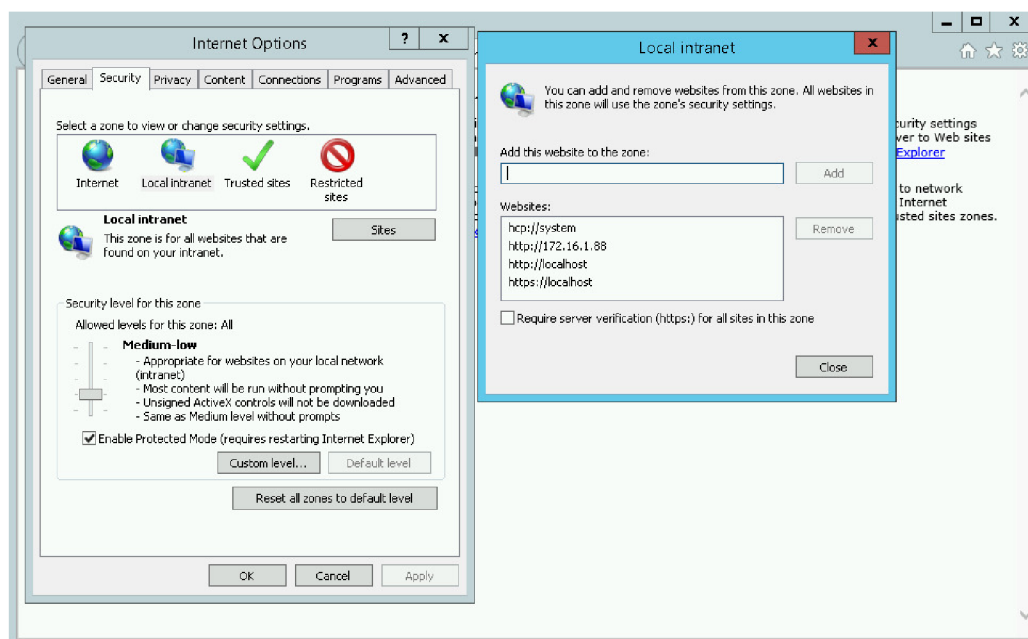 Internet Options
?
x
General
Security
Privacy
Content
Connections
Programs
Advanced
Select a zone to view or change security settings.
Internet
Local intranet
Trusted sites
Restricted
sites
Local intranet
This zone is for all websites that are
found on your intranet.
Sites
Security level for this zone
Allowed levels for this zone: All
Medium-low
- Appropriate for websites on your local network
(intranet)
- Most content will be run without prompting you
- Unsigned ActiveX controls will not be downloaded
- Same as Medium level without prompts
Enable Protected Mode (requires restarting Internet Explorer)
Custom level...
Default level
Reset all zones to default level
OK
Cancel
Apply
Local intranet
x
You can add and remove websites from this zone. All websites in
this zone will use the zone's security settings.
Add this website to the zone:
Add
Websites:
hcp://system
http://172.16.1.88
http://localhost
https://localhost
Remove
Require server verification (https:) for all sites in this zone
Close
curity settings
ver to Web sites
Explorer
to network
Internet
usted sites zones.